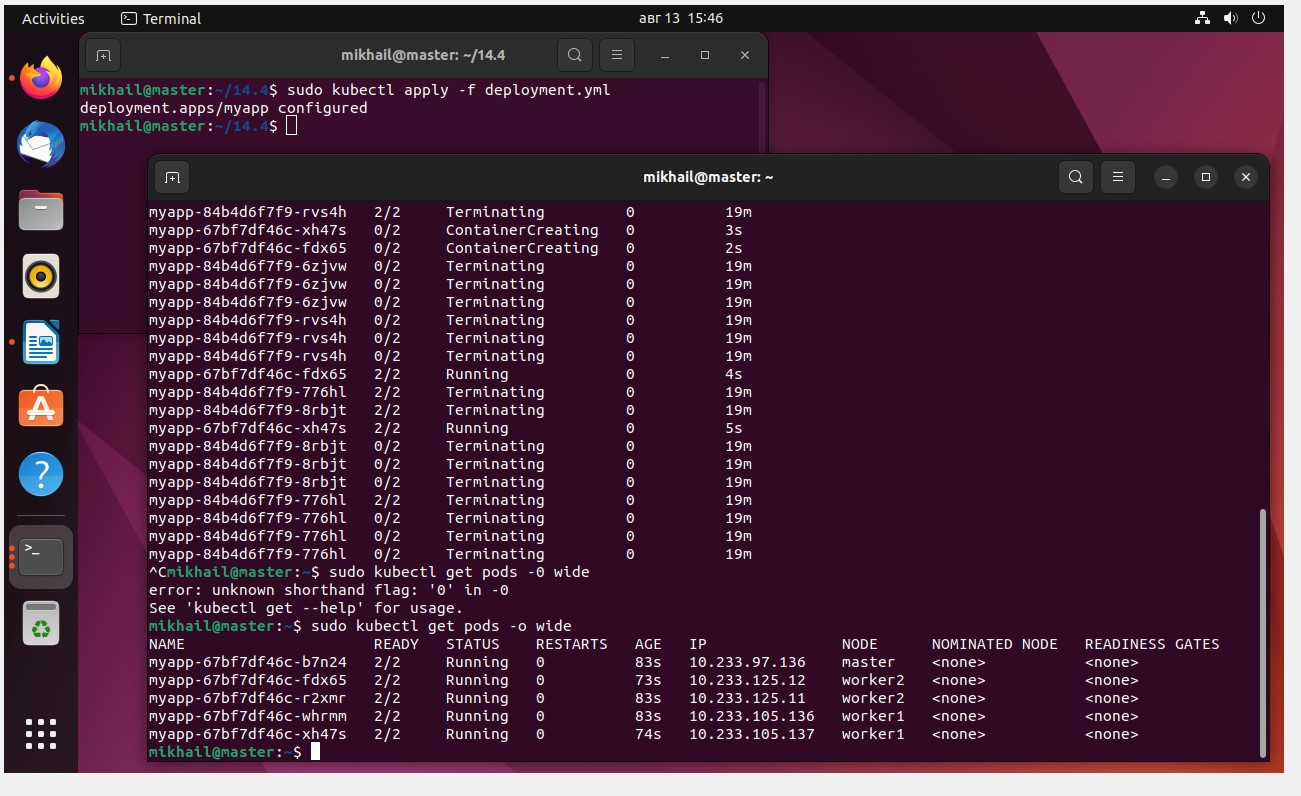 Activities Terminal авг 13 15:46
mikhail@master: ~/14.4
mikhail@master:~/14.4$ sudo kubectl apply -f deployment.yml
deployment.apps/myapp configured
mikhail@master:~/14.4$
mikhail@master: ~
myapp-84b4d6f7f9-rvs4h 2/2 Terminating 0 19m
myapp-67bf7df46c-xh47s 0/2 ContainerCreating 0 3s
myapp-67bf7df46c-fdx65 0/2 ContainerCreating 0 2s
myapp-84b4d6f7f9-6zjvw 0/2 Terminating 0 19m
myapp-84b4d6f7f9-6zjvw 0/2 Terminating 0 19m
myapp-84b4d6f7f9-6zjvw 0/2 Terminating 0 19m
myapp-84b4d6f7f9-rvs4h 0/2 Terminating 0 19m
myapp-84b4d6f7f9-rvs4h 0/2 Terminating 0 19m
myapp-84b4d6f7f9-rvs4h 0/2 Terminating 0 19m
myapp-67bf7df46c-fdx65 2/2 Running 0 4s
myapp-84b4d6f7f9-776hl 2/2 Terminating 0 19m
myapp-84b4d6f7f9-8rbjt 2/2 Terminating 0 19m
myapp-67bf7df46c-xh47s 2/2 Running 0 5s
myapp-84b4d6f7f9-8rbjt 0/2 Terminating 0 19m
myapp-84b4d6f7f9-8rbjt 0/2 Terminating 0 19m
myapp-84b4d6f7f9-8rbjt 0/2 Terminating 0 19m
myapp-84b4d6f7f9-776hl 2/2 Terminating 0 19m
myapp-84b4d6f7f9-776hl 0/2 Terminating 0 19m
myapp-84b4d6f7f9-776hl 0/2 Terminating 0 19m
myapp-84b4d6f7f9-776hl 0/2 Terminating 0 19m
^Cmikhail@master:~$ sudo kubectl get pods -0 wide
error: unknown shorthand flag: '0' in -0
See 'kubectl get --help' for usage.
mikhail@master:~$ sudo kubectl get pods -o wide
NAME READY STATUS RESTARTS AGE IP NODE NOMINATED NODE READINESS GATES
myapp-67bf7df46c-b7n24 2/2 Running 0 83s 10.233.97.136 master <none> <none>
myapp-67bf7df46c-fdx65 2/2 Running 0 73s 10.233.125.12 worker2 <none> <none>
myapp-67bf7df46c-r2xmr 2/2 Running 0 83s 10.233.125.11 worker2 <none> <none>
myapp-67bf7df46c-whrmm 2/2 Running 0 83s 10.233.105.136 worker1 <none> <none>
myapp-67bf7df46c-xh47s 2/2 Running 0 74s 10.233.105.137 worker1 <none> <none>
mikhail@master:~$